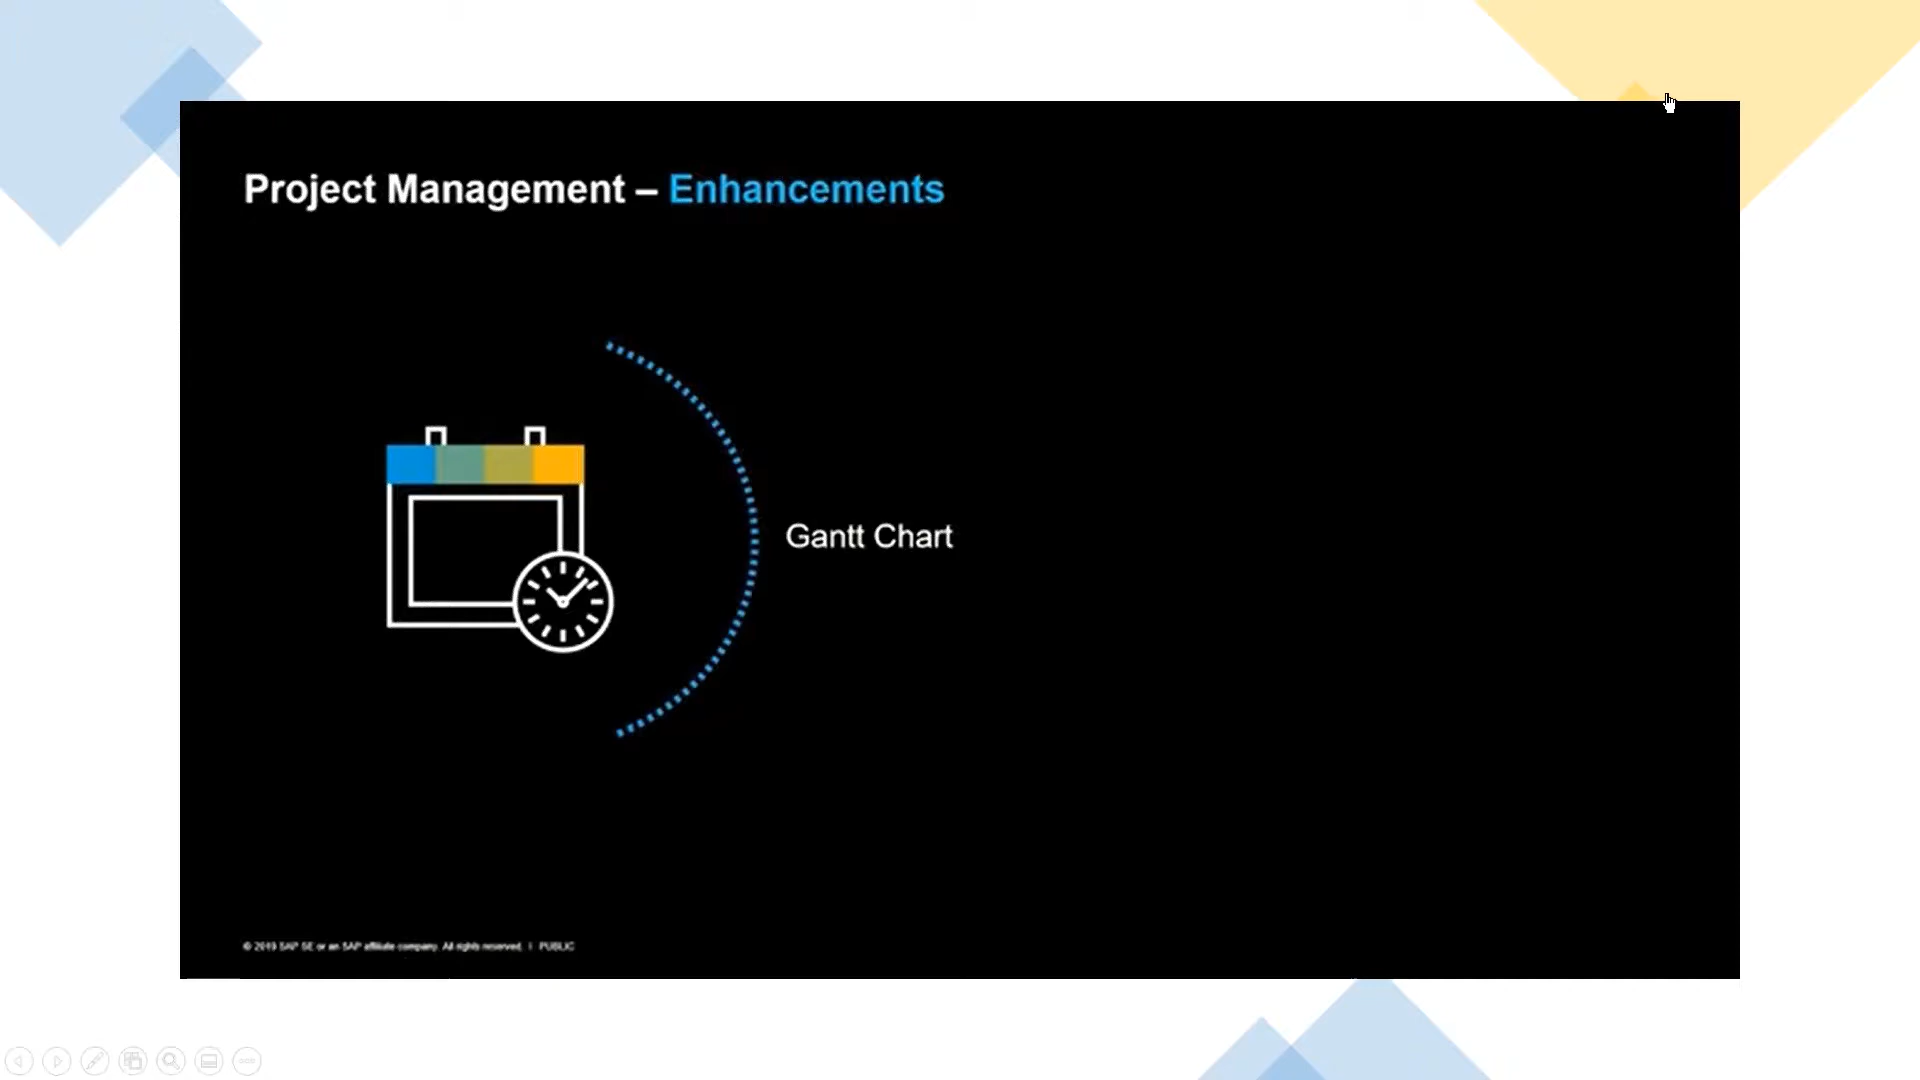 Project Management – Enhancements
Gantt Chart
© 2019 SAP SE or an SAP affiliate company. All rights reserved. | PUBLIC